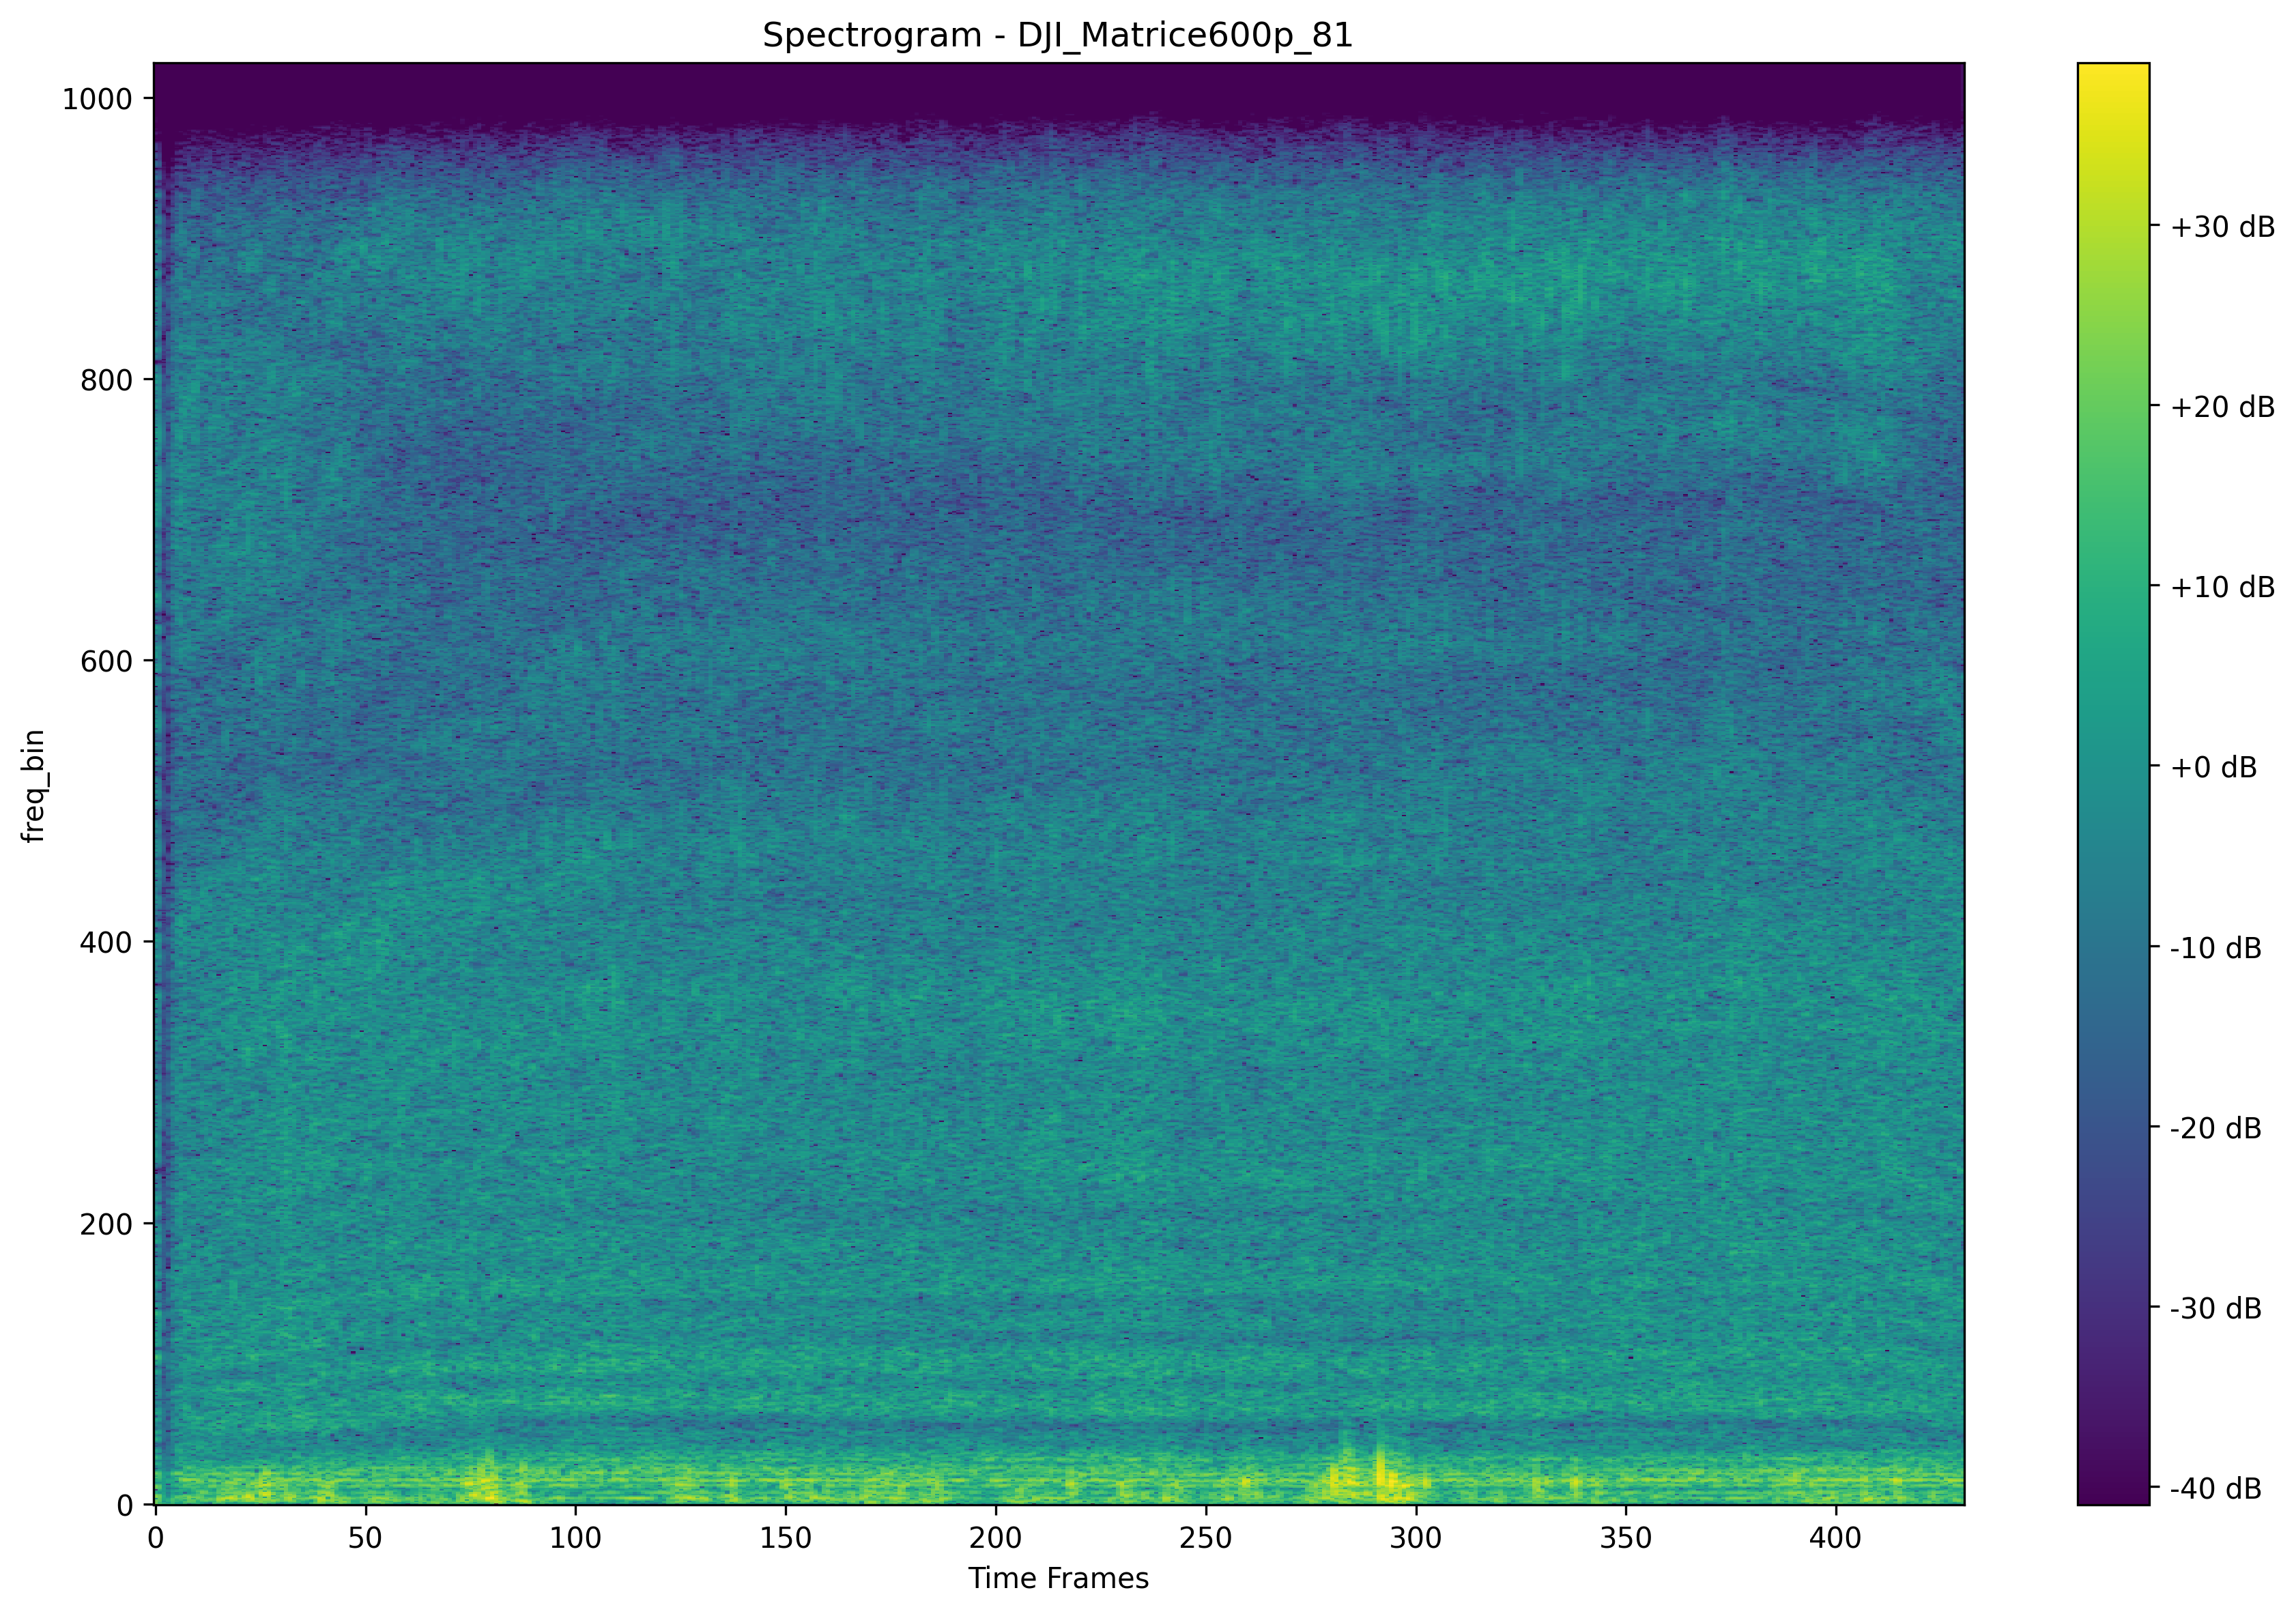 Spectrogram - DJI_Matrice600p_81
1000
800
600
400
200
0
freq_bin
0 50 100 150 200 250 300 350 400
Time Frames
+30 dB
+20 dB
+10 dB
+0 dB
-10 dB
-20 dB
-30 dB
-40 dB